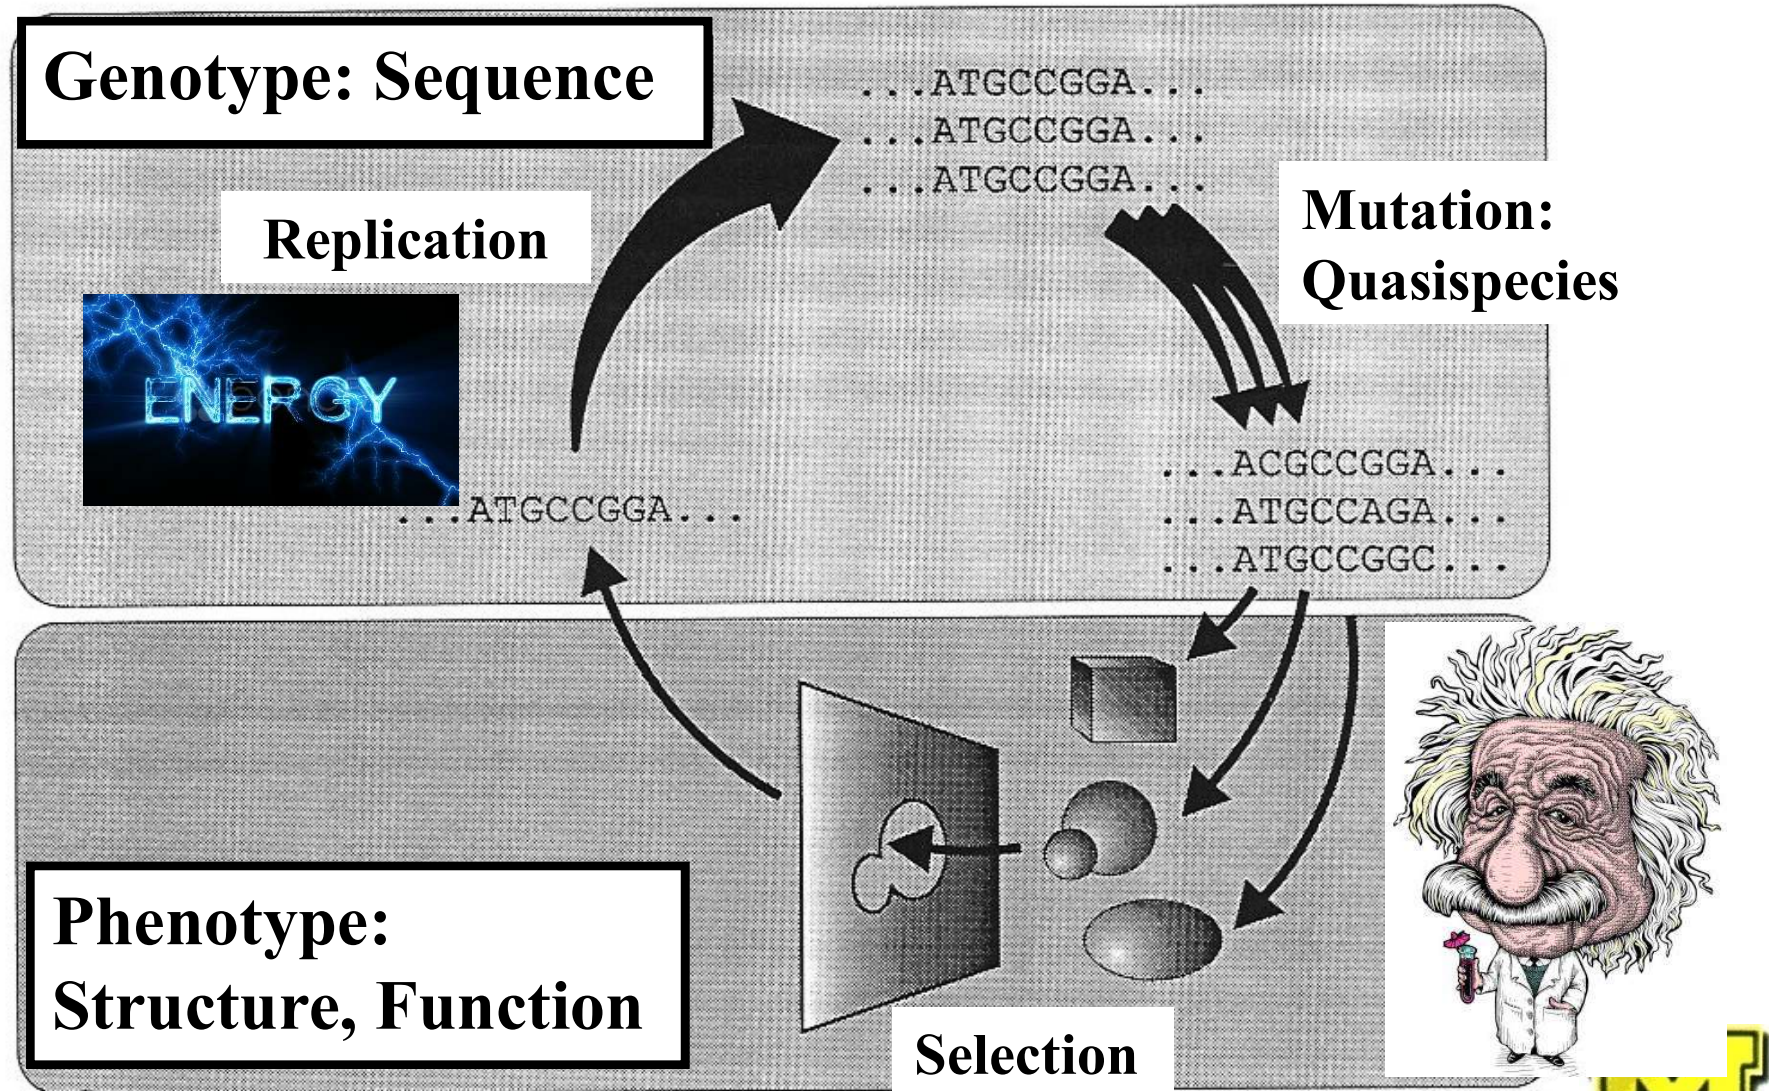 Genotype: Sequence
...ATGCCGGA...
...ATGCCGGA...
...ATGCCGGA...
Replication
Mutation:
Quasispecies
ENERGY
...ATGCCGGA...
...ACGCCGGA...
...ATGCCAGA...
...ATGCCGGC...
Phenotype:
Structure, Function
Selection